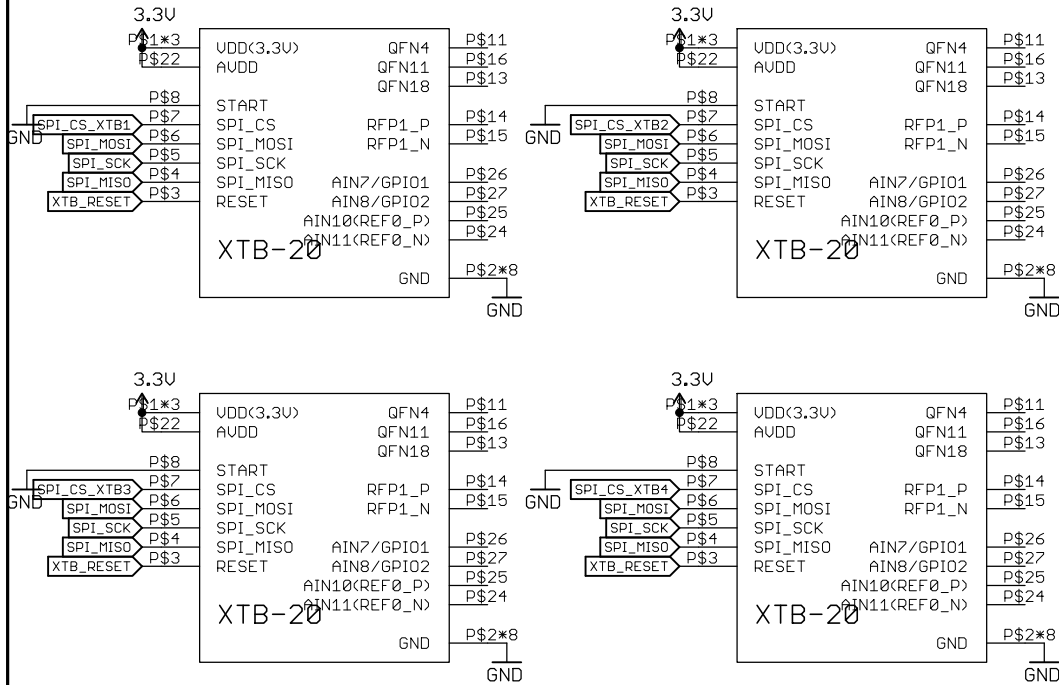 3.3V
P$1*3 VDD(3.3V) QFN4 P$11
P$22 AVDD QFN11 P$16
QFN18 P$13
P$8 START
GND SPI_CS_XTB1 P$7 SPI_CS RFP1_P P$14
SPI_MOSI P$6 SPI_MOSI RFP1_N P$15
SPI_SCK P$5 SPI_SCK
SPI_MISO P$4 SPI_MISO AIN7/GPIO1 P$26
XTB_RESET P$3 RESET AIN8/GPIO2 P$27
AIN10(REF0_P) P$25
AIN11(REF0_N) P$24
XTB-20
GND P$2*8
GND
3.3V
P$1*3 VDD(3.3V) QFN4 P$11
P$22 AVDD QFN11 P$16
QFN18 P$13
P$8 START
GND SPI_CS_XTB2 P$7 SPI_CS RFP1_P P$14
SPI_MOSI P$6 SPI_MOSI RFP1_N P$15
SPI_SCK P$5 SPI_SCK
SPI_MISO P$4 SPI_MISO AIN7/GPIO1 P$26
XTB_RESET P$3 RESET AIN8/GPIO2 P$27
AIN10(REF0_P) P$25
AIN11(REF0_N) P$24
XTB-20
GND P$2*8
GND
3.3V
P$1*3 VDD(3.3V) QFN4 P$11
P$22 AVDD QFN11 P$16
QFN18 P$13
P$8 START
GND SPI_CS_XTB3 P$7 SPI_CS RFP1_P P$14
SPI_MOSI P$6 SPI_MOSI RFP1_N P$15
SPI_SCK P$5 SPI_SCK
SPI_MISO P$4 SPI_MISO AIN7/GPIO1 P$26
XTB_RESET P$3 RESET AIN8/GPIO2 P$27
AIN10(REF0_P) P$25
AIN11(REF0_N) P$24
XTB-20
GND P$2*8
GND
3.3V
P$1*3 VDD(3.3V) QFN4 P$11
P$22 AVDD QFN11 P$16
QFN18 P$13
P$8 START
GND SPI_CS_XTB4 P$7 SPI_CS RFP1_P P$14
SPI_MOSI P$6 SPI_MOSI RFP1_N P$15
SPI_SCK P$5 SPI_SCK
SPI_MISO P$4 SPI_MISO AIN7/GPIO1 P$26
XTB_RESET P$3 RESET AIN8/GPIO2 P$27
AIN10(REF0_P) P$25
AIN11(REF0_N) P$24
XTB-20
GND P$2*8
GND